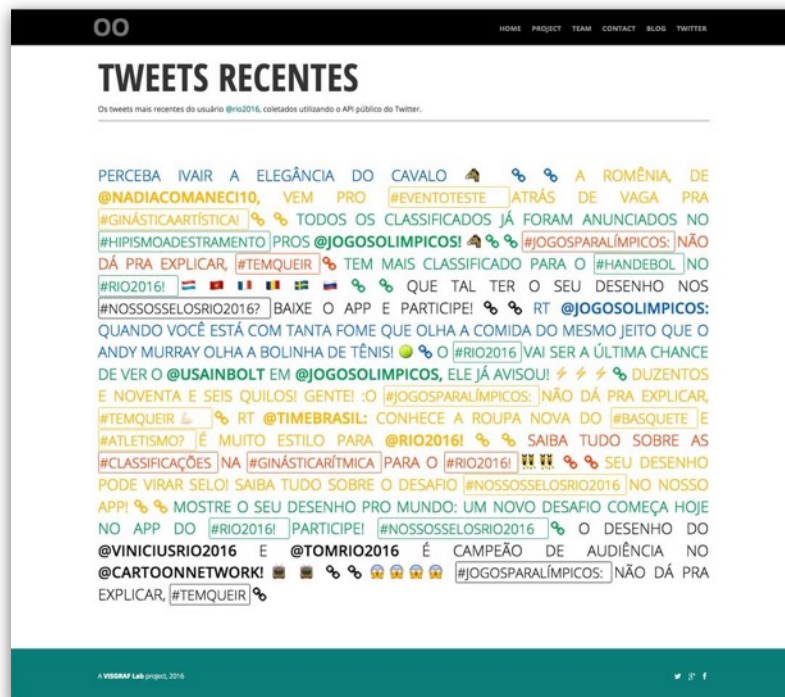 OO
HOME PROJECT TEAM CONTACT BLOG TWITTER
TWEETS RECENTES
Os tweets mais recentes do usuário @rio2016, coletados utilizando o API público do Twitter.
PERCEBA IVAIR A ELEGÂNCIA DO CAVALO 🐴 🔗 🔗 A ROMÊNIA, DE
@NADIACOMANECI10, VEM PRO #EVENTOTESTE ATRÁS DE VAGA PRA
#GINÁSTICAARTÍSTICA! 🔗 🔗 TODOS OS CLASSIFICADOS JÁ FORAM ANUNCIADOS NO
#HIPISMOADESTRAMENTO PROS @JOGOSOLIMPICOS! 🐴 🔗 🔗 #JOGOSPARALÍMPICOS: NÃO
DÁ PRA EXPLICAR, #TEMQUEIR 🔗 TEM MAIS CLASSIFICADO PARA O #HANDEBOL NO
#RIO2016! 🔗 🔗 QUE TAL TER O SEU DESENHO NOS
#NOSSOSSELOSRIO2016? BAIXE O APP E PARTICIPE! 🔗 🔗 RT @JOGOSOLIMPICOS:
QUANDO VOCÊ ESTÁ COM TANTA FOME QUE OLHA A COMIDA DO MESMO JEITO QUE O
ANDY MURRAY OLHA A BOLINHA DE TÊNIS! 🎾 🔗 O #RIO2016 VAI SER A ÚLTIMA CHANCE
DE VER O @USAINBOLT EM @JOGOSOLIMPICOS, ELE JÁ AVISOU! ⚡ ⚡ ⚡ 🔗 DUZENTOS
E NOVENTA E SEIS QUILOS! GENTE! :O #JOGOSPARALÍMPICOS: NÃO DÁ PRA EXPLICAR,
#TEMQUEIR 💪 🔗 RT @TIMEBRASIL: CONHECE A ROUPA NOVA DO #BASQUETE E
#ATLETISMO? É MUITO ESTILO PARA @RIO2016! 🔗 🔗 SAIBA TUDO SOBRE AS
#CLASSIFICAÇÕES NA #GINÁSTICARÍTMICA PARA O #RIO2016! 👯 👯 🔗 🔗 SEU DESENHO
PODE VIRAR SELO! SAIBA TUDO SOBRE O DESAFIO #NOSSOSSELOSRIO2016 NO NOSSO
APP! 🔗 🔗 MOSTRE O SEU DESENHO PRO MUNDO: UM NOVO DESAFIO COMEÇA HOJE
NO APP DO #RIO2016! PARTICIPE! #NOSSOSSELOSRIO2016 🔗 O DESENHO DO
@VINICIUSRIO2016 E @TOMRIO2016 É CAMPEÃO DE AUDIÊNCIA NO
@CARTOONNETWORK! 📺 📺 🔗 🔗 😱 😱 😱 😱 #JOGOSPARALÍMPICOS: NÃO DÁ PRA
EXPLICAR, #TEMQUEIR 🔗
A VISGRAF Lab project, 2016